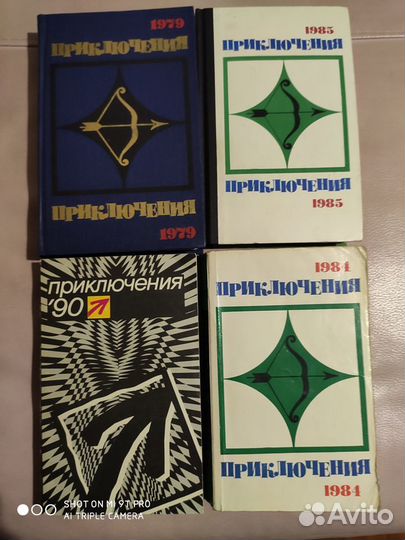 1979
ПРИКЛЮЧЕНИЯ
ПРИКЛЮЧЕНИЯ
1979
1985
ПРИКЛЮЧЕНИЯ
ПРИКЛЮЧЕНИЯ
1985
приключения
'90
1984
ПРИКЛЮЧЕНИЯ
ПРИКЛЮЧЕНИЯ
1984
SHOT ON MI 9T PRO
AI TRIPLE CAMERA
Avito